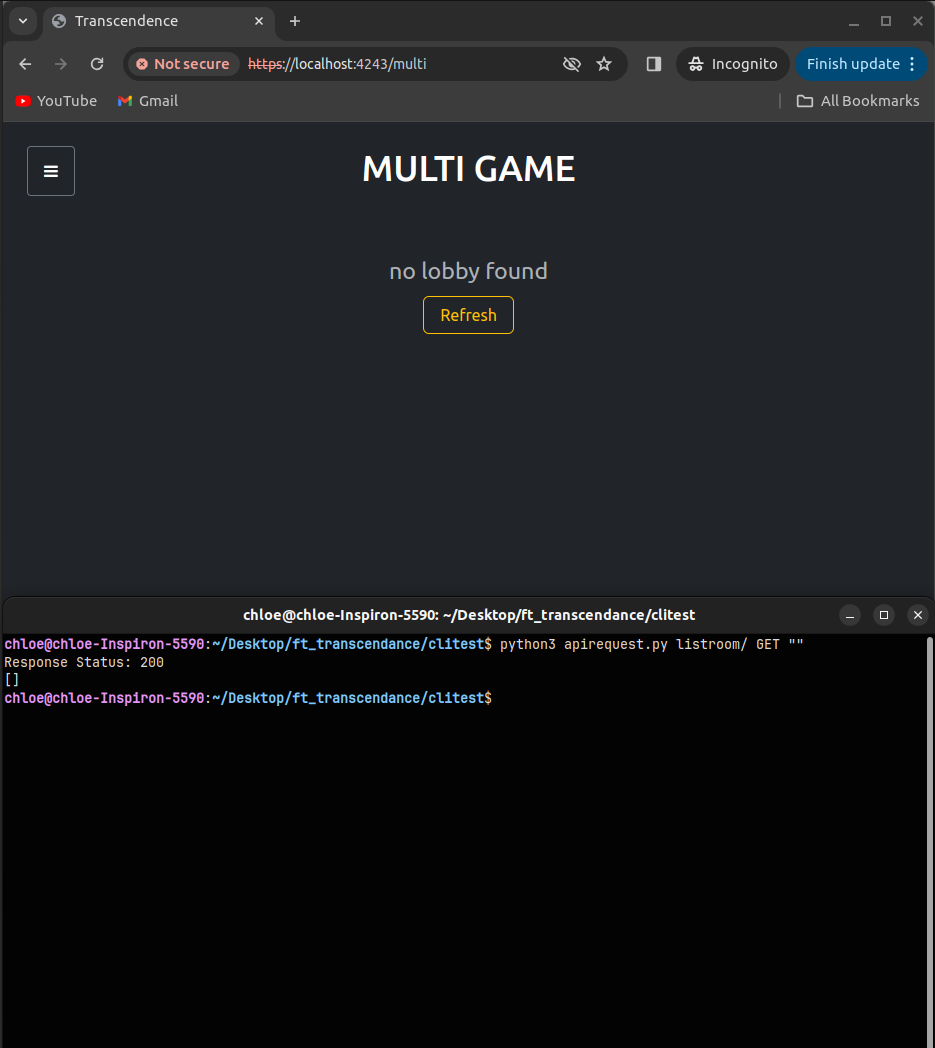 Transcendence
Not secure https://localhost:4243/multi Incognito Finish update
YouTube Gmail All Bookmarks
MULTI GAME
no lobby found
Refresh
chloe@chloe-Inspiron-5590: ~/Desktop/ft_transcendance/clitest
chloe@chloe-Inspiron-5590:~/Desktop/ft_transcendance/clitest$ python3 apirequest.py listroom/ GET ""
Response Status: 200
[]
chloe@chloe-Inspiron-5590:~/Desktop/ft_transcendance/clitest$